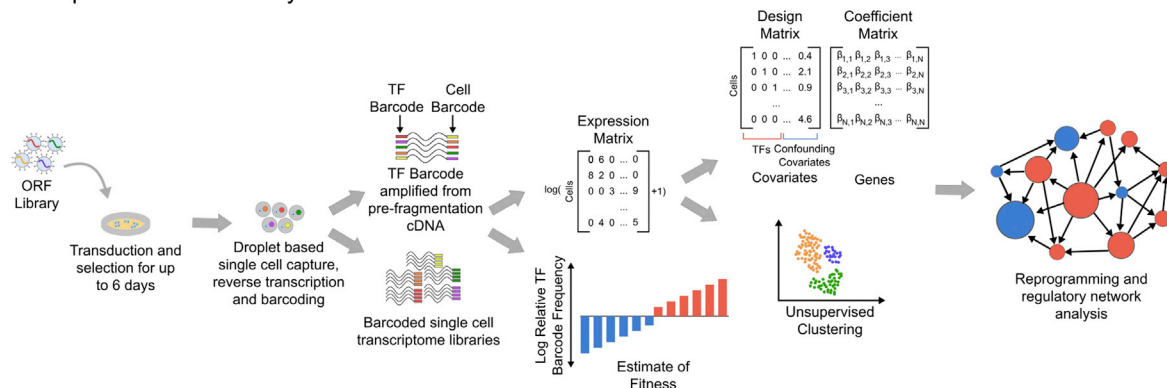 ORF
Library
Transduction and
selection for up
to 6 days
Droplet based
single cell capture,
reverse transcription
and barcoding
TF
Barcode
Cell
Barcode
TF Barcode
amplified from
pre-fragmentation
cDNA
Barcoded single cell
transcriptome libraries
Expression
Matrix
log(
Cells
0 6 0 ... 0
8 2 0 ... 0
0 0 3 ... 9
...
0 4 0 ... 5
+1)
Log Relative TF
Barcode Frequency
Estimate of
Fitness
Design
Matrix
Cells
1 0 0 ... 0.4
0 1 0 ... 2.1
0 0 1 ... 0.9
...
0 0 0 ... 4.6
TFs Confounding
Covariates
Covariates
Coefficient
Matrix
β1,1 β1,2 β1,3 ... β1,N
β2,1 β2,2 β2,3 ... β2,N
β3,1 β3,2 β3,3 ... β3,N
...
βN,1 βN,2 βN,3 ... βN,N
Genes
Unsupervised
Clustering
Reprogramming and
regulatory network
analysis